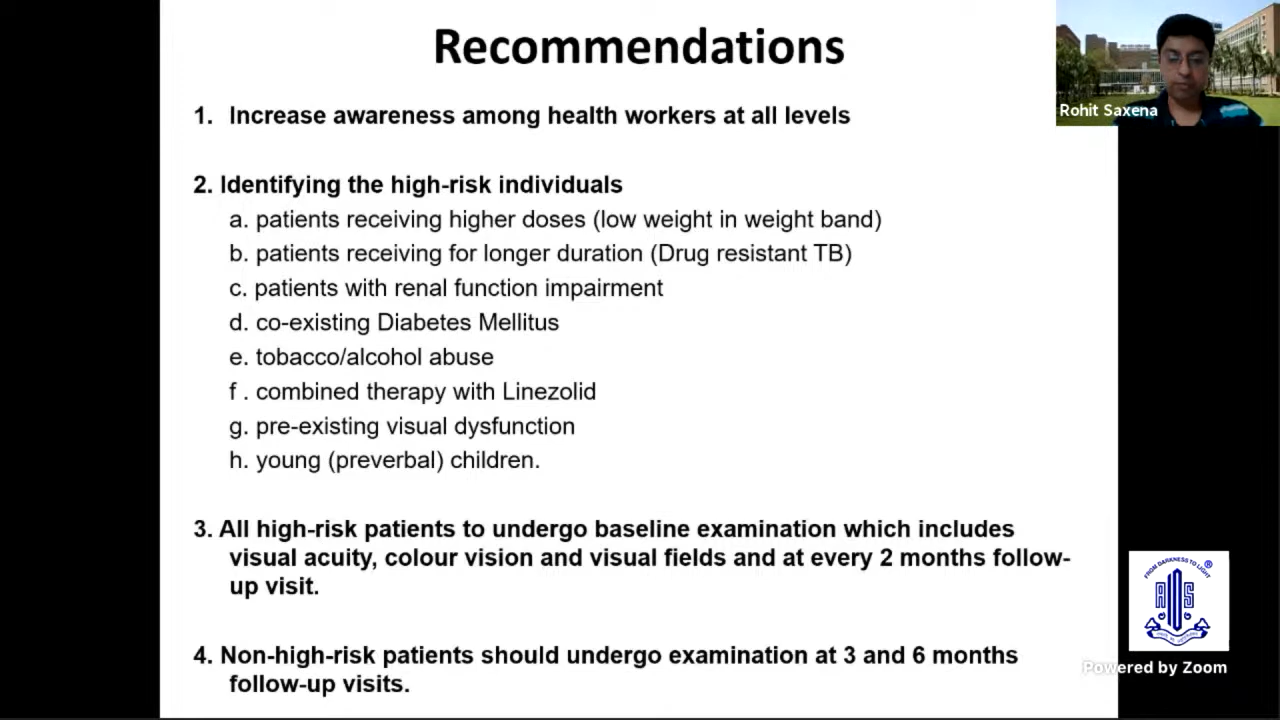 Recommendations
Rohit Saxena
1. Increase awareness among health workers at all levels
2. Identifying the high-risk individuals
a. patients receiving higher doses (low weight in weight band)
b. patients receiving for longer duration (Drug resistant TB)
c. patients with renal function impairment
d. co-existing Diabetes Mellitus
e. tobacco/alcohol abuse
f . combined therapy with Linezolid
g. pre-existing visual dysfunction
h. young (preverbal) children.
3. All high-risk patients to undergo baseline examination which includes
visual acuity, colour vision and visual fields and at every 2 months follow-
up visit.
4. Non-high-risk patients should undergo examination at 3 and 6 months
follow-up visits.
FROM DARKNESS TO LIGHT ®
Powered by Zoom